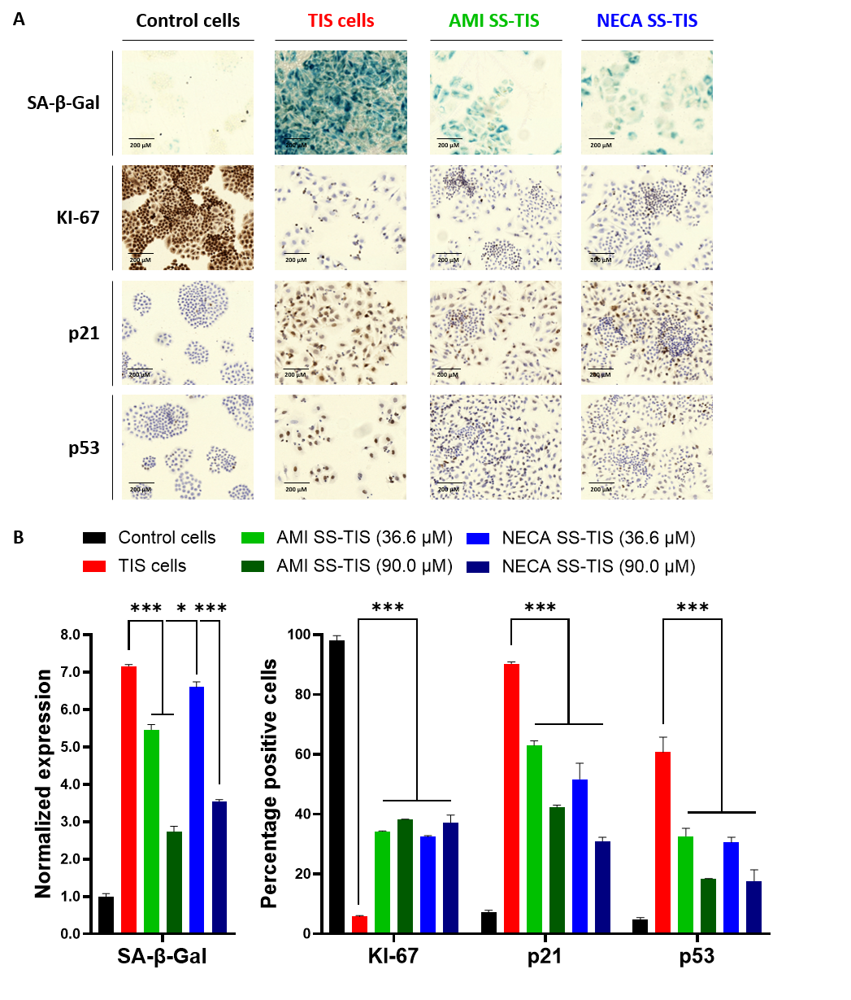 A
Control cells TIS cells AMI SS-TIS NECA SS-TIS
SA-β-Gal
200 µM 200 µM 200 µM 200 µM
KI-67
200 µM 200 µM 200 µM 200 µM
p21
200 µM 200 µM 200 µM 200 µM
p53
200 µM 200 µM 200 µM 200 µM
B
Control cells AMI SS-TIS (36.6 µM) NECA SS-TIS (36.6 µM)
TIS cells AMI SS-TIS (90.0 µM) NECA SS-TIS (90.0 µM)
*** * *** *** *** ***
Normalized expression
8.0
7.0
6.0
5.0
4.0
3.0
2.0
1.0
0.0
SA-β-Gal
Percentage positive cells
100
80
60
40
20
0
KI-67 p21 p53